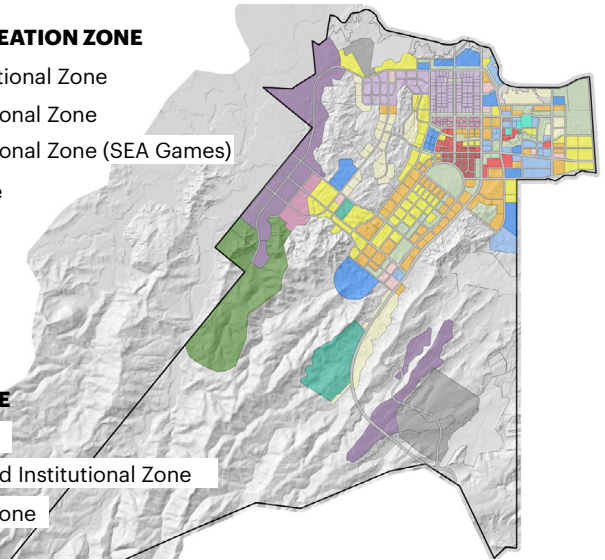 EATION ZONE
tional Zone
onal Zone
onal Zone (SEA Games)
e
E
d Institutional Zone
one